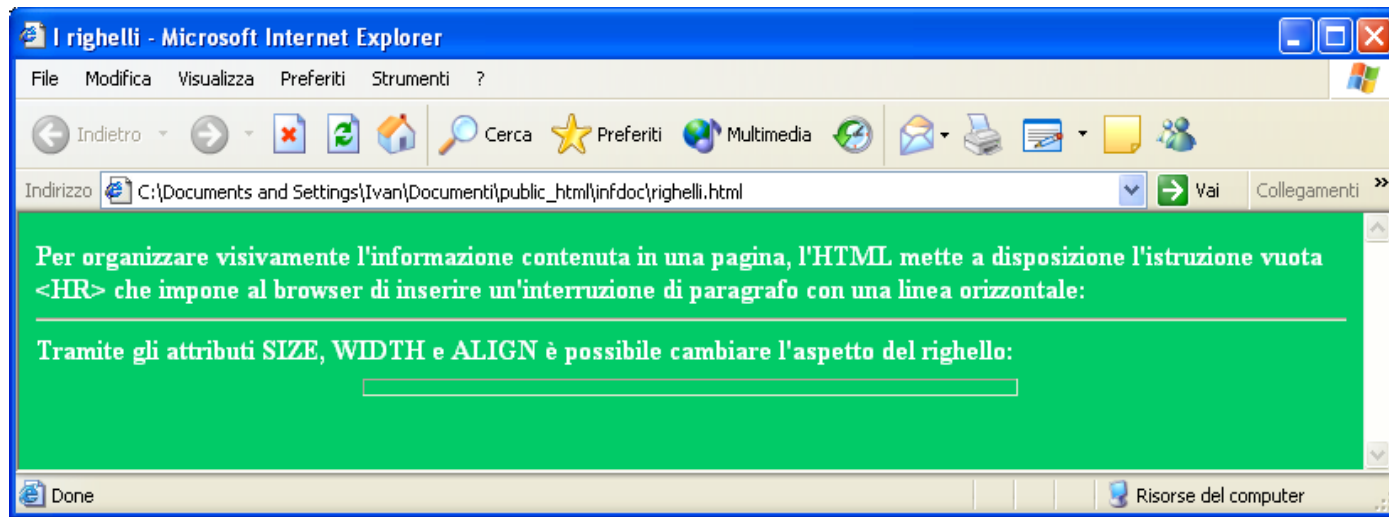 I righelli - Microsoft Internet Explorer
File Modifica Visualizza Preferiti Strumenti ?
Indietro Cerca Preferiti Multimedia
Indirizzo C:\Documents and Settings\Ivan\Documenti\public_html\infdoc\righelli.html Vai Collegamenti »
Per organizzare visivamente l'informazione contenuta in una pagina, l'HTML mette a disposizione l'istruzione vuota
<HR> che impone al browser di inserire un'interruzione di paragrafo con una linea orizzontale:
Tramite gli attributi SIZE, WIDTH e ALIGN è possibile cambiare l'aspetto del righello:
Done Risorse del computer